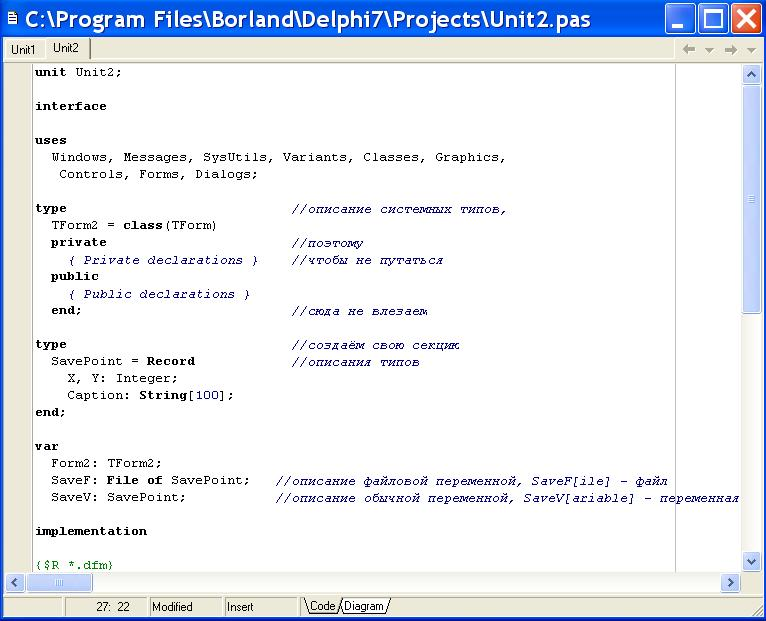 C:\Program Files\Borland\Delphi7\Projects\Unit2.pas
Unit1 Unit2
unit Unit2;
interface
uses
Windows, Messages, SysUtils, Variants, Classes, Graphics,
Controls, Forms, Dialogs;
type //описание системных типов,
TForm2 = class(TForm)
private //поэтому
{ Private declarations } //чтобы не путаться
public
{ Public declarations }
end; //сюда не влезаем
type //создаём свою секцию
SavePoint = Record //описания типов
X, Y: Integer;
Caption: String[100];
end;
var
Form2: TForm2;
SaveF: File of SavePoint; //описание файловой переменной, SaveF[ile] - файл
SaveV: SavePoint; //описание обычной переменной, SaveV[ariable] - переменная
implementation
{$R *.dfm}
27: 22 Modified Insert Code Diagram